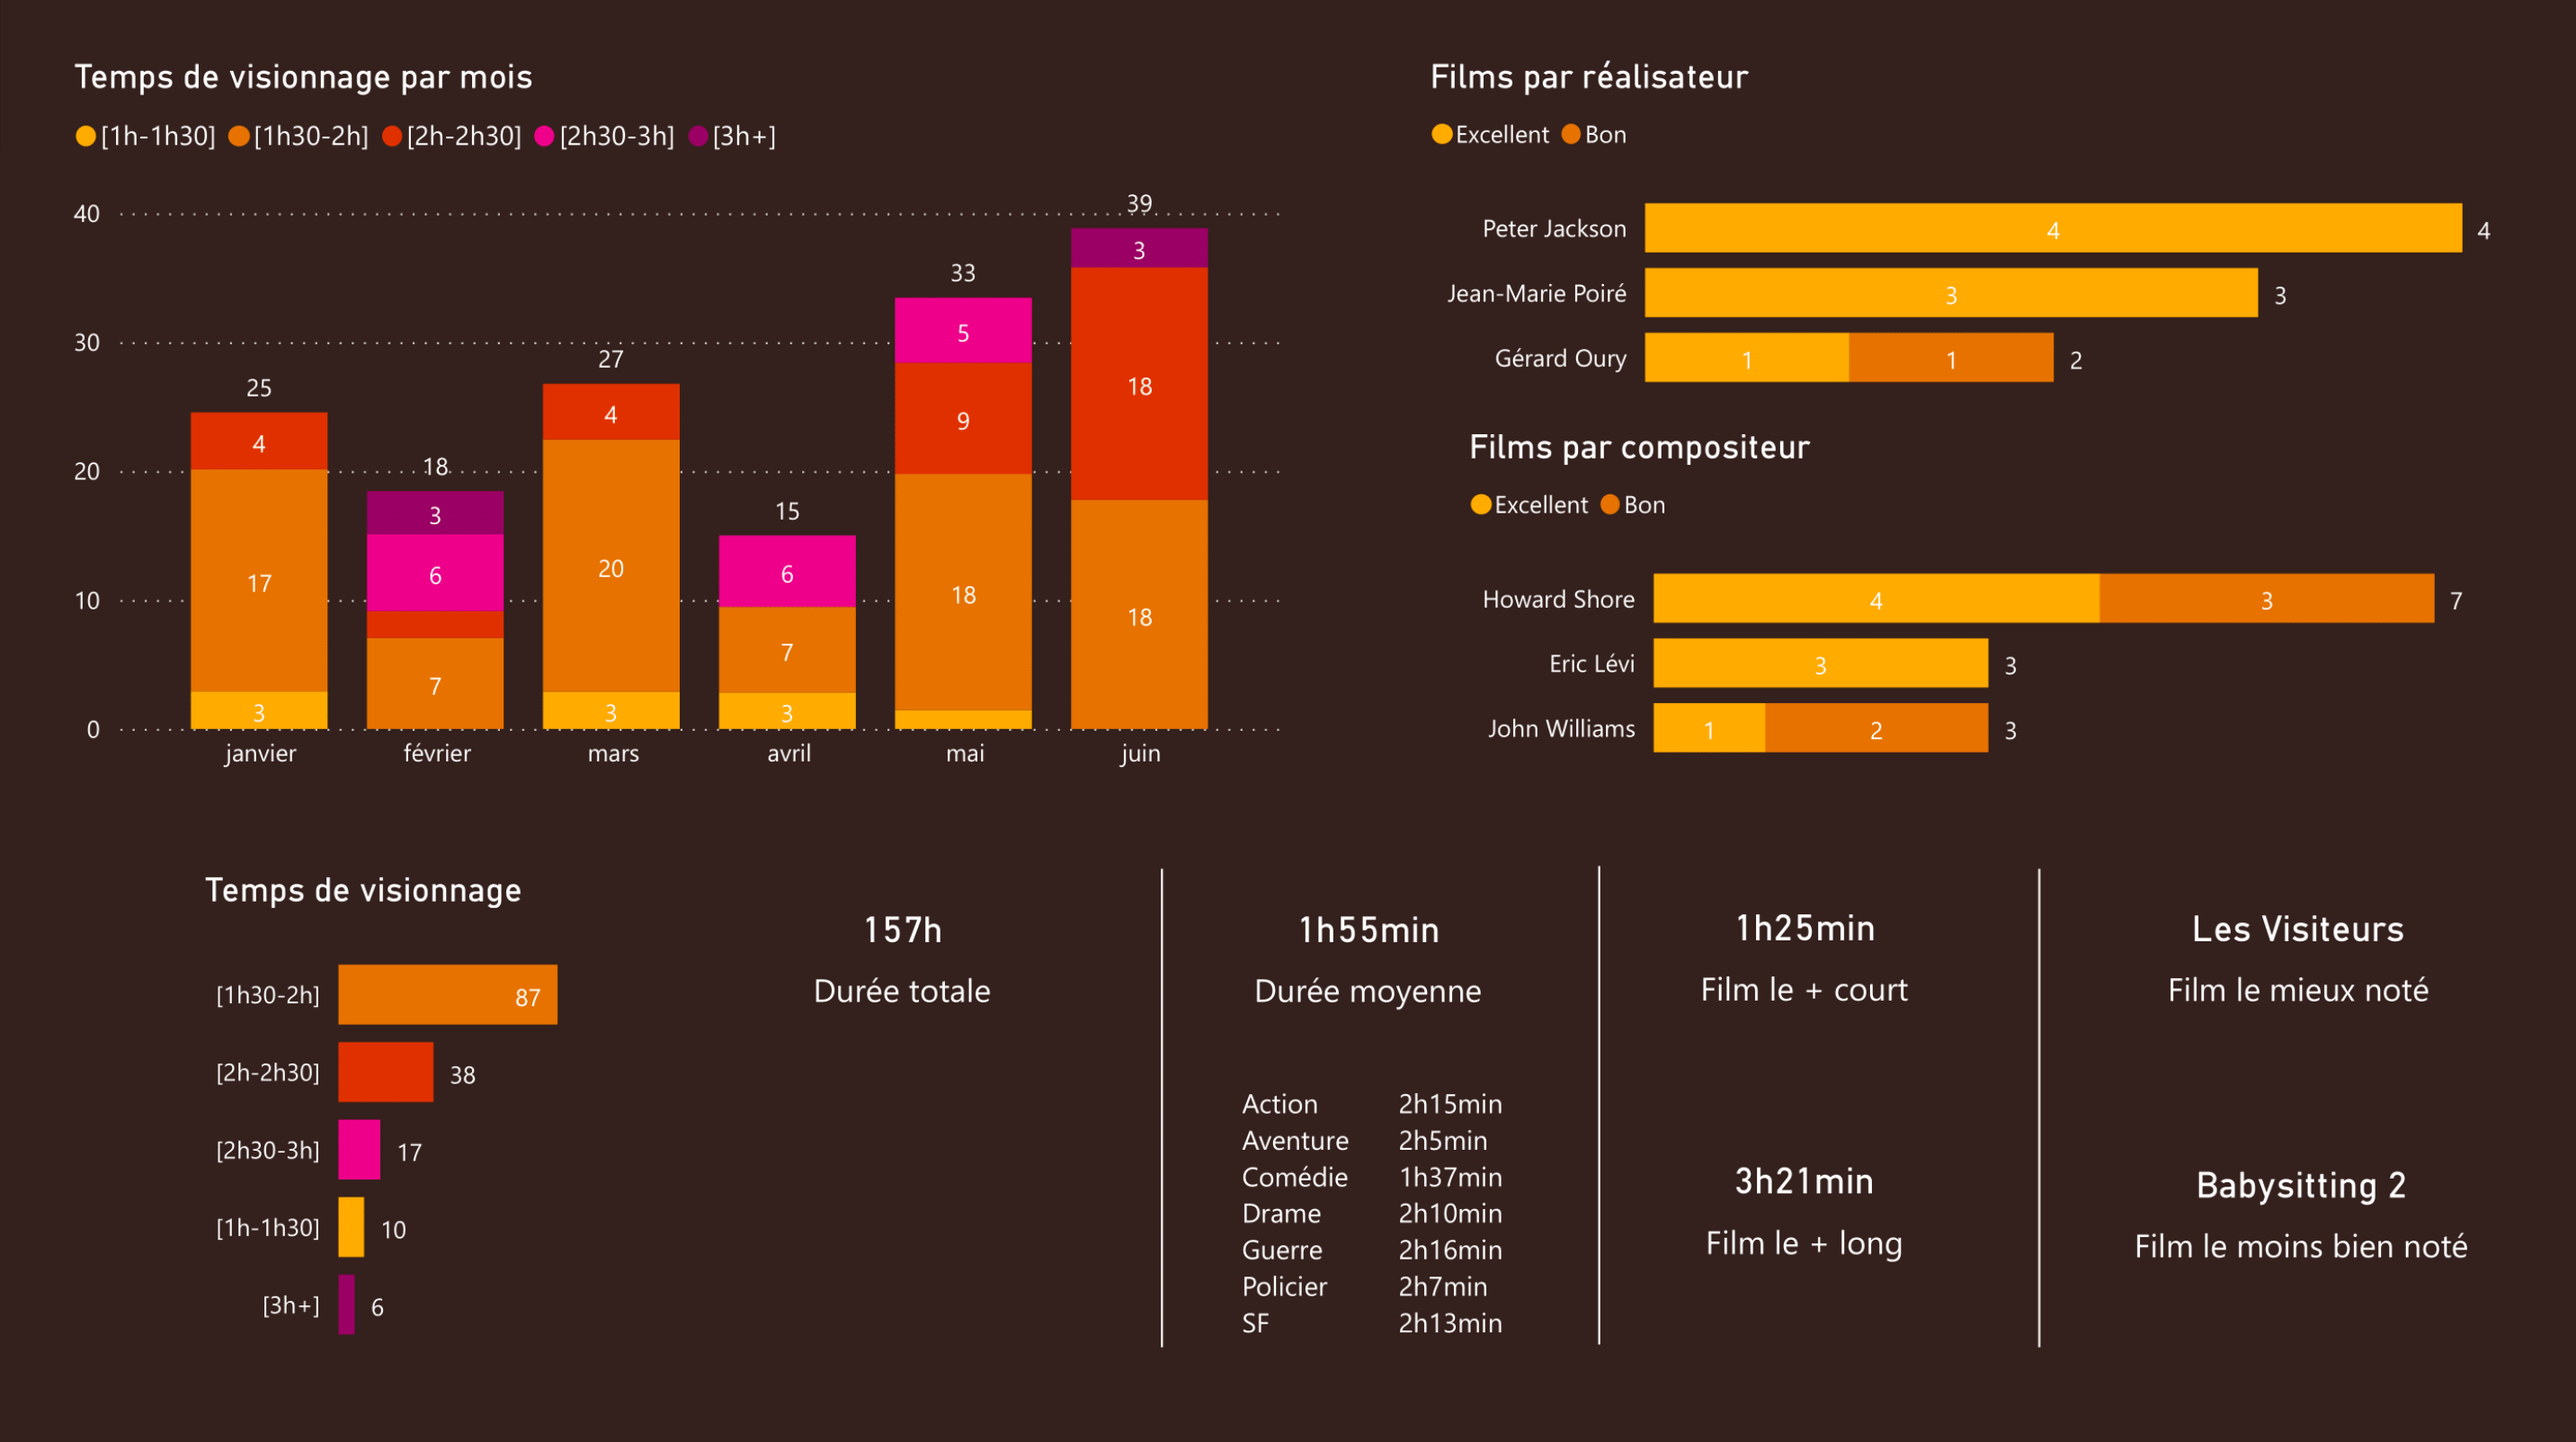 Temps de visionnage par mois
[1h-1h30] [1h30-2h] [2h-2h30] [2h30-3h] [3h+]
40
30
20
10
0
25
4
17
3
18
3
6
7
27
4
20
3
15
6
7
3
33
5
9
18
39
3
18
18
janvier février mars avril mai juin
Films par réalisateur
Excellent Bon
Peter Jackson 4 4
Jean-Marie Poiré 3 3
Gérard Oury 1 1 2
Films par compositeur
Excellent Bon
Howard Shore 4 3 7
Eric Lévi 3 3
John Williams 1 2 3
Temps de visionnage
[1h30-2h] 87
[2h-2h30] 38
[2h30-3h] 17
[1h-1h30] 10
[3h+] 6
157h
Durée totale
1h55min
Durée moyenne
Action 2h15min
Aventure 2h5min
Comédie 1h37min
Drame 2h10min
Guerre 2h16min
Policier 2h7min
SF 2h13min
1h25min
Film le + court
3h21min
Film le + long
Les Visiteurs
Film le mieux noté
Babysitting 2
Film le moins bien noté